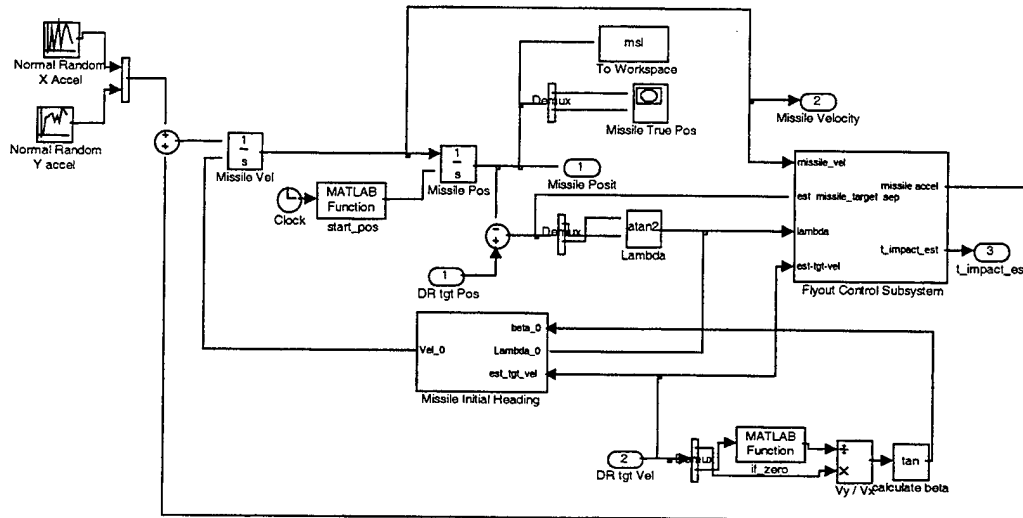 Normal Random
X Accel
Normal Random
Y accel
+
+
1
s
Missile Vel
Clock
MATLAB
Function
start_pos
1
s
Missile Pos
msl
To Workspace
Demux
Missile True Pos
2
Missile Velocity
1
Missile Posit
-
+
1
DR tgt Pos
Demux
atan2
Lambda
missile_vel
est missile_target sep
lambda
est-tgt-vel
missile accel
t_impact_est
Flyout Control Subsystem
3
t_impact_es
Vel_0
beta_0
Lambda_0
est_tgt_vel
Missile Initial Heading
2
DR tgt Vel
Demux
MATLAB
Function
if_zero
÷
×
Vy / Vx
tan
calculate beta